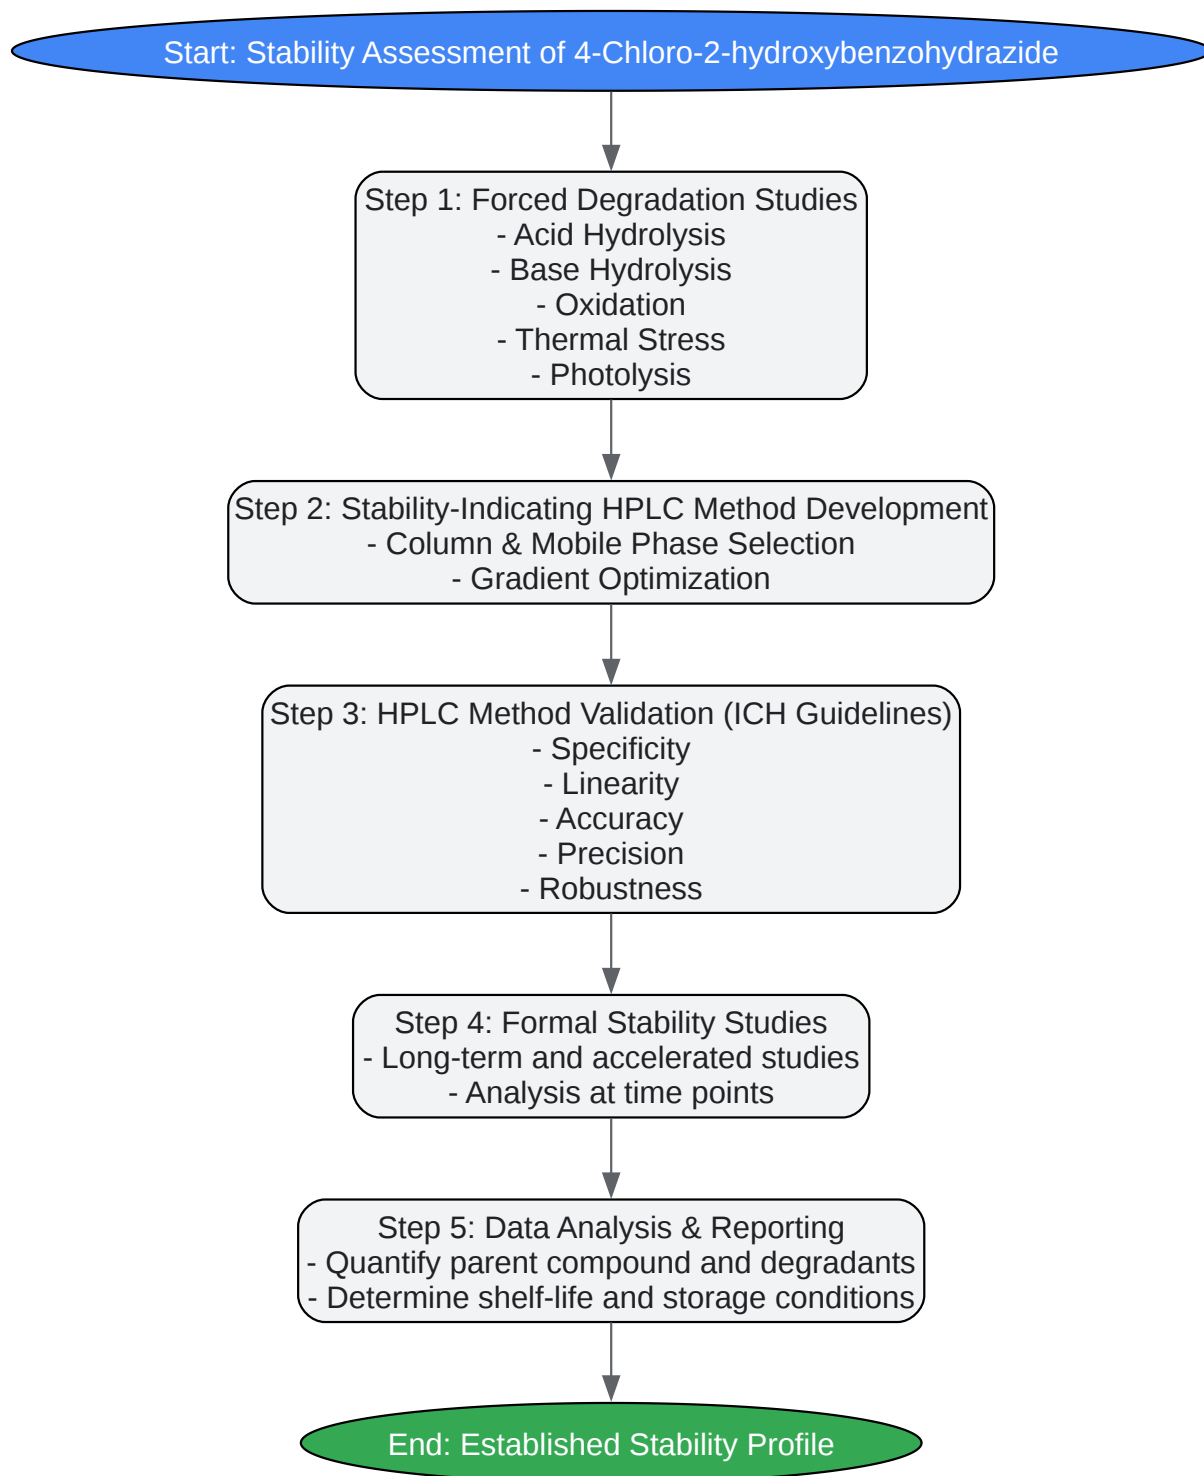 Start: Stability Assessment of 4-Chloro-2-hydroxybenzohydrazide
Step 1: Forced Degradation Studies
- Acid Hydrolysis
- Base Hydrolysis
- Oxidation
- Thermal Stress
- Photolysis
Step 2: Stability-Indicating HPLC Method Development
- Column & Mobile Phase Selection
- Gradient Optimization
Step 3: HPLC Method Validation (ICH Guidelines)
- Specificity
- Linearity
- Accuracy
- Precision
- Robustness
Step 4: Formal Stability Studies
- Long-term and accelerated studies
- Analysis at time points
Step 5: Data Analysis & Reporting
- Quantify parent compound and degradants
- Determine shelf-life and storage conditions
End: Established Stability Profile